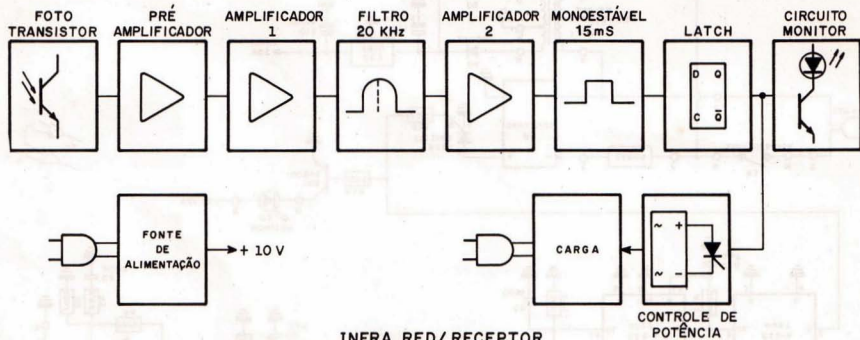 FOTO
TRANSISTOR
PRÉ
AMPLIFICADOR
AMPLIFICADOR
1
FILTRO
20 KHz
AMPLIFICADOR
2
MONOESTÁVEL
15mS
LATCH
CIRCUITO
MONITOR
D Q
C Q̅
FONTE
DE
ALIMENTAÇÃO
+ 10 V
CARGA
~ +
~ -
CONTROLE DE
POTÊNCIA
INFRA RED/RECEPTOR